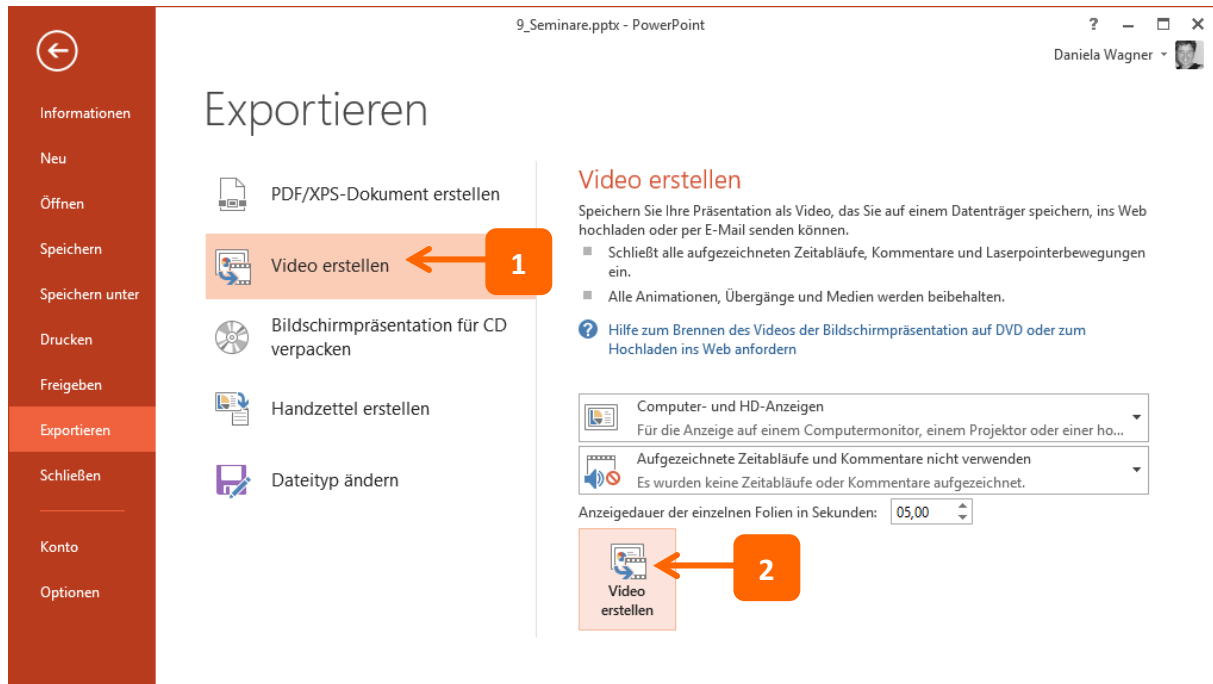 9_Seminare.pptx - PowerPoint
?
Daniela Wagner
Informationen
Neu
Öffnen
Speichern
Speichern unter
Drucken
Freigeben
Exportieren
Schließen
Konto
Optionen
Exportieren
PDF/XPS-Dokument erstellen
Video erstellen
1
Bildschirmpräsentation für CD
verpacken
Handzettel erstellen
Dateityp ändern
Video erstellen
Speichern Sie Ihre Präsentation als Video, das Sie auf einem Datenträger speichern, ins Web
hochladen oder per E-Mail senden können.
Schließt alle aufgezeichneten Zeitabläufe, Kommentare und Laserpointerbewegungen
ein.
Alle Animationen, Übergänge und Medien werden beibehalten.
? Hilfe zum Brennen des Videos der Bildschirmpräsentation auf DVD oder zum
Hochladen ins Web anfordern
Computer- und HD-Anzeigen
Für die Anzeige auf einem Computermonitor, einem Projektor oder einer ho...
Aufgezeichnete Zeitabläufe und Kommentare nicht verwenden
Es wurden keine Zeitabläufe oder Kommentare aufgezeichnet.
Anzeigedauer der einzelnen Folien in Sekunden: 05,00
Video
erstellen
2